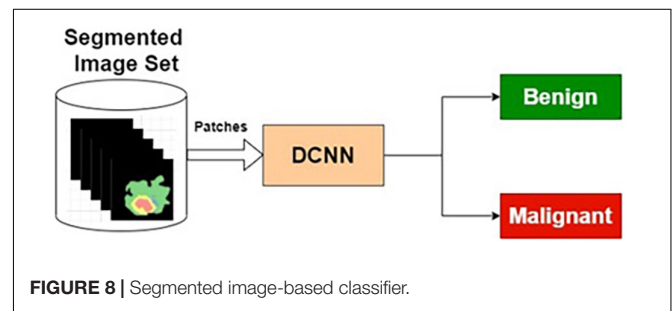 Segmented
Image Set
Patches
DCNN
Benign
Malignant
FIGURE 8 | Segmented image-based classifier.